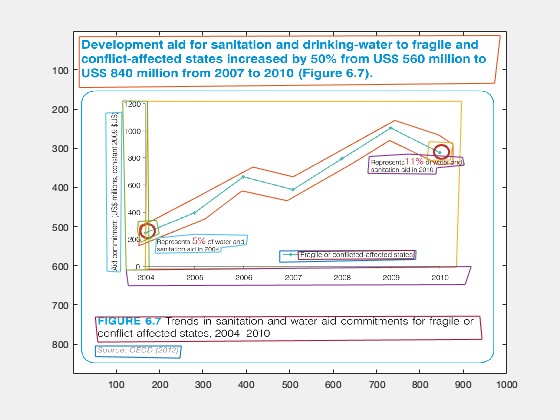 Development aid for sanitation and drinking-water to fragile and
conflict-affected states increased by 50% from US$ 560 million to
US$ 840 million from 2007 to 2010 (Figure 6.7).
100
200
300
400
500
600
700
800
Aid commitment (US$ millions, constant 2009 $US)
1200
1000
800
600
400
200
0
Represents 11% of water and
sanitation aid in 2010
Represents 5% of water and
sanitation aid in 2004
Fragile or conflicted-affected states
2004 2005 2006 2007 2008 2009 2010
FIGURE 6.7 Trends in sanitation and water aid commitments for fragile or
conflict-affected states, 2004–2010
Source: OECD (2012)
100 200 300 400 500 600 700 800 900 1000